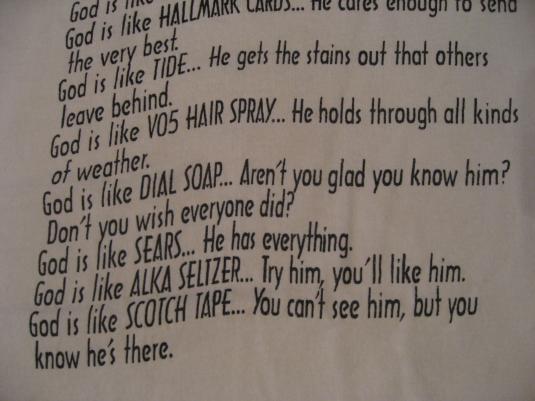 God is like
God is like HALLMARK CARDS... He cares enough to send
the very best.
God is like TIDE... He gets the stains out that others
leave behind.
God is like VO5 HAIR SPRAY... He holds through all kinds
of weather.
God is like DIAL SOAP... Aren't you glad you know him?
Don't you wish everyone did?
God is like SEARS... He has everything.
God is like ALKA SELTZER... Try him, you'll like him.
God is like SCOTCH TAPE... You can't see him, but you
know he's there.